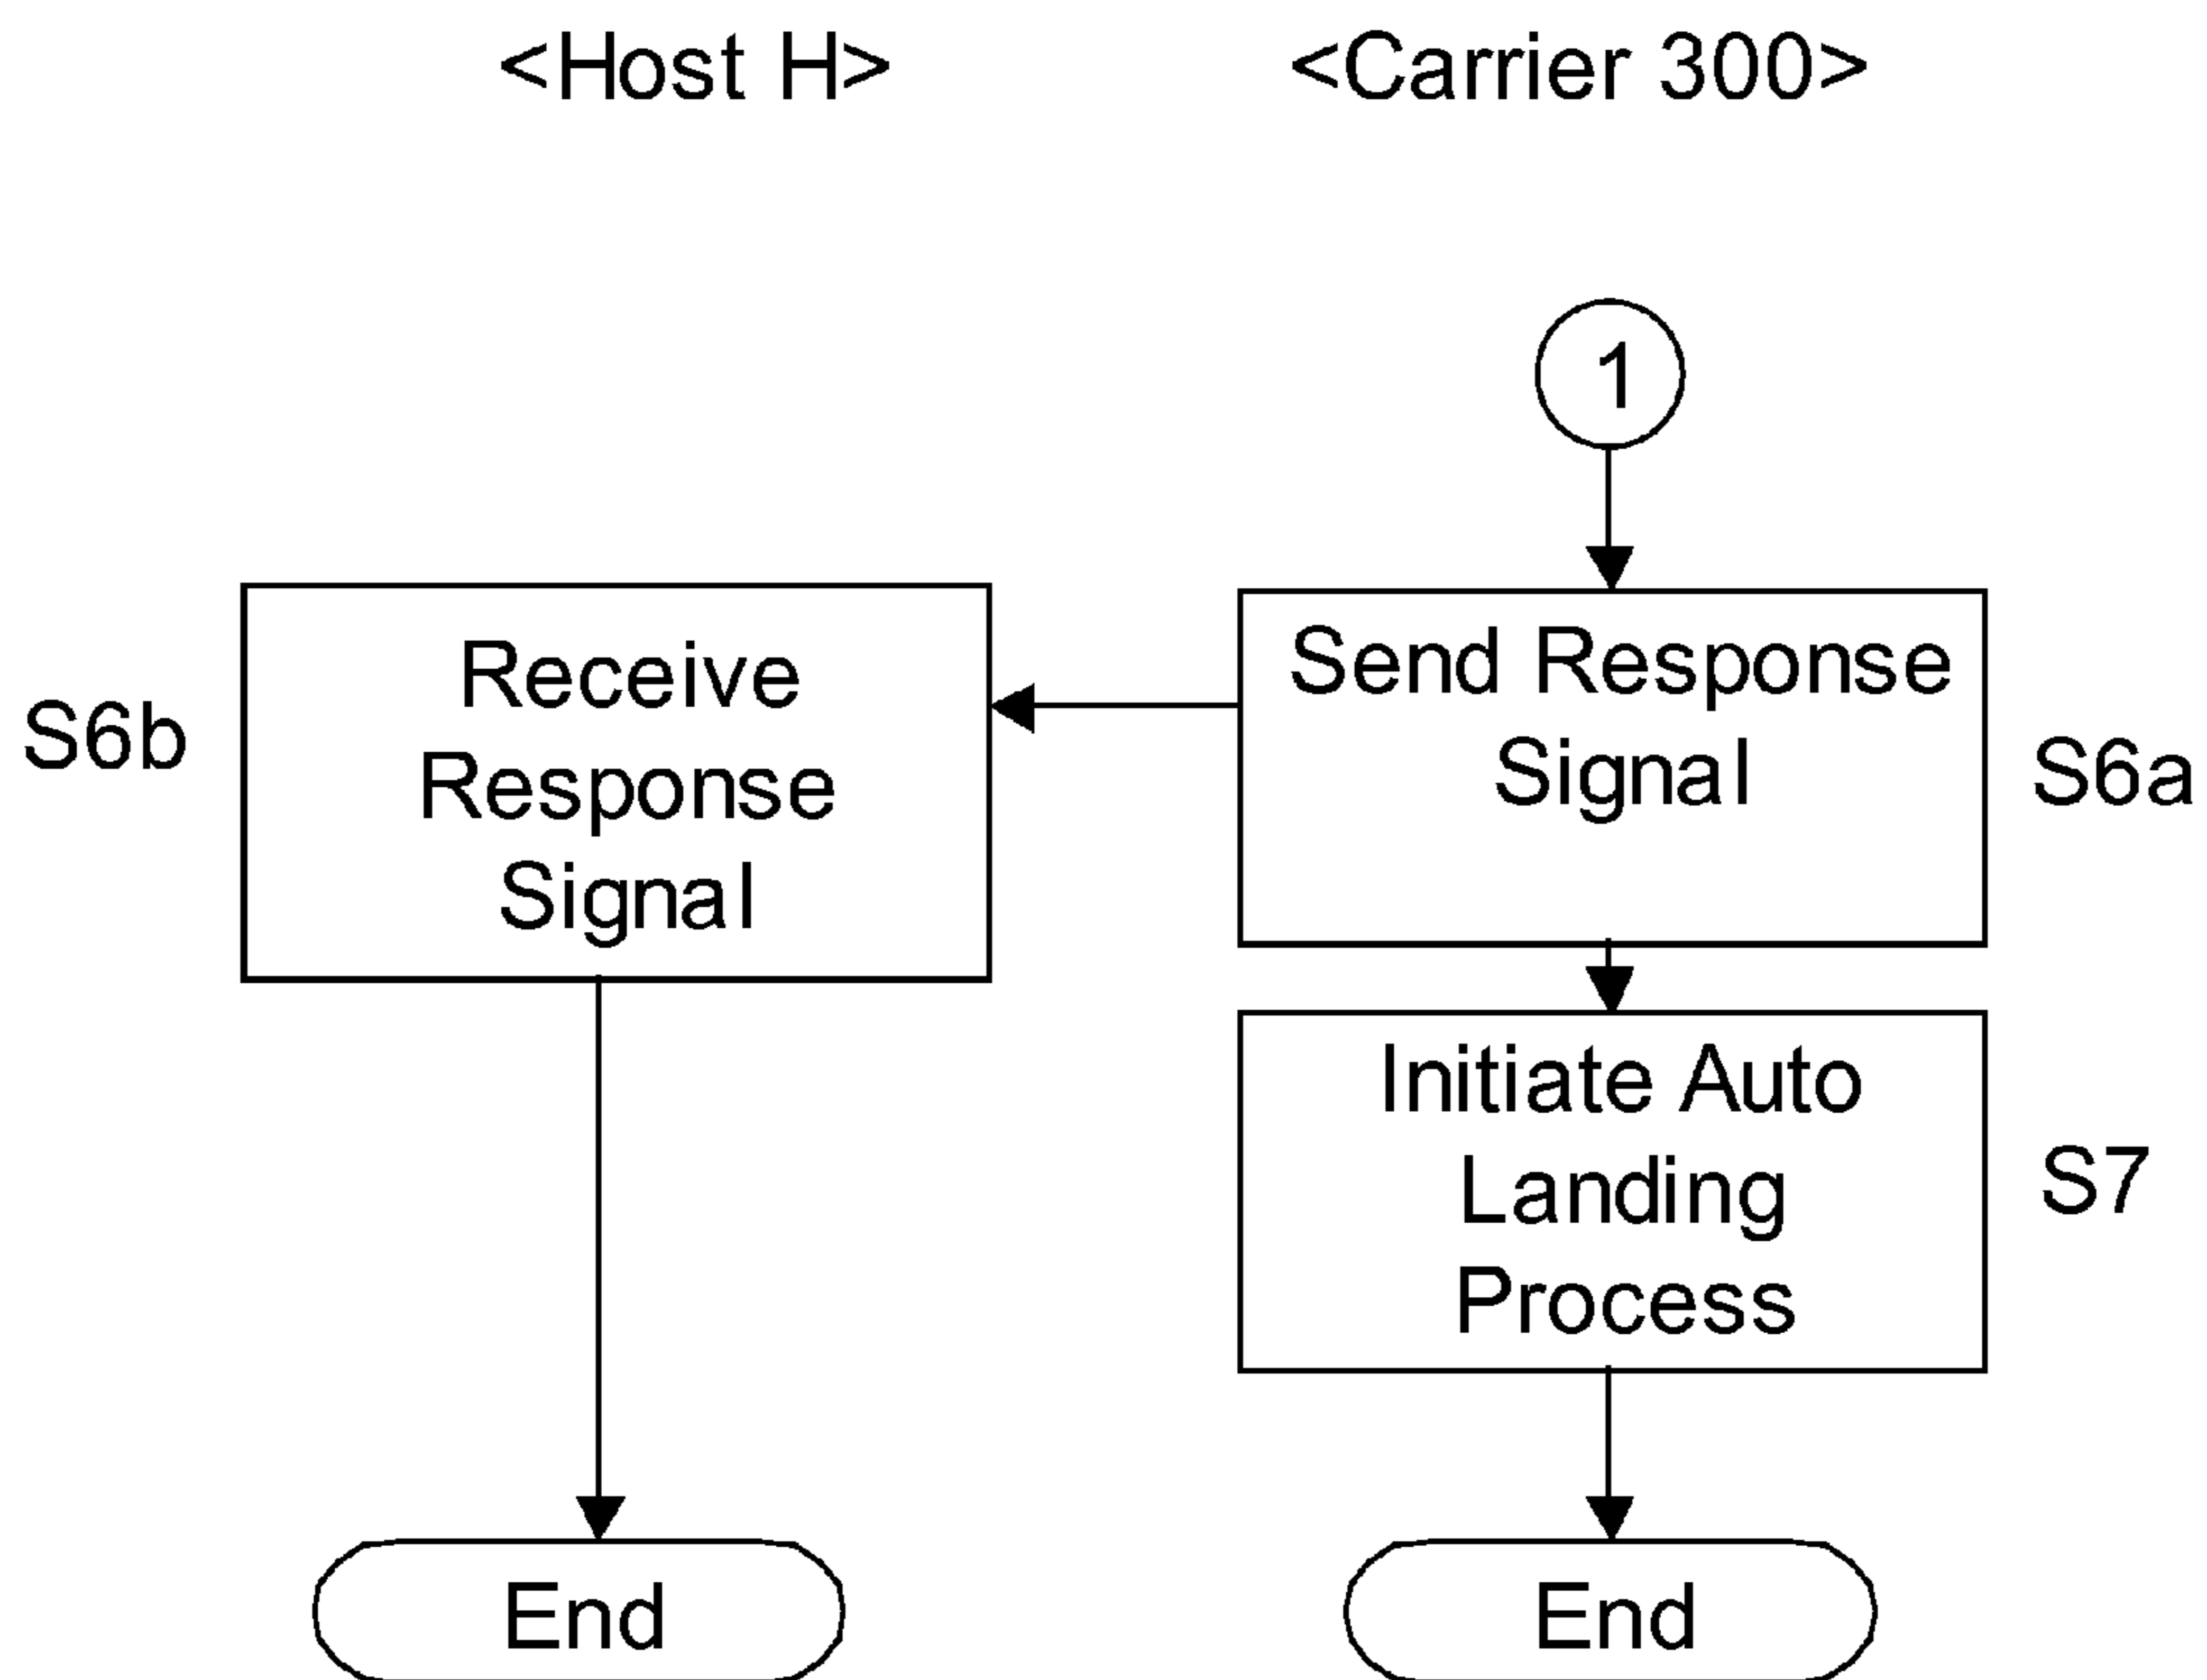 <Host H>
<Carrier 300>
1
Receive
Response
Signal
S6b
Send Response
Signal
S6a
Initiate Auto
Landing
Process
S7
End
End